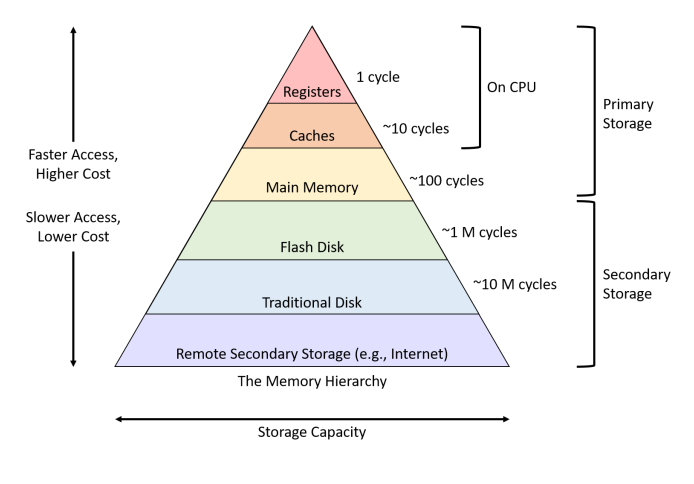 1 cycle
Registers
On CPU
Primary
Storage
~10 cycles
Caches
Faster Access,
Higher Cost
~100 cycles
Main Memory
Slower Access,
Lower Cost
~1 M cycles
Flash Disk
Secondary
Storage
~10 M cycles
Traditional Disk
Remote Secondary Storage (e.g., Internet)
The Memory Hierarchy
Storage Capacity